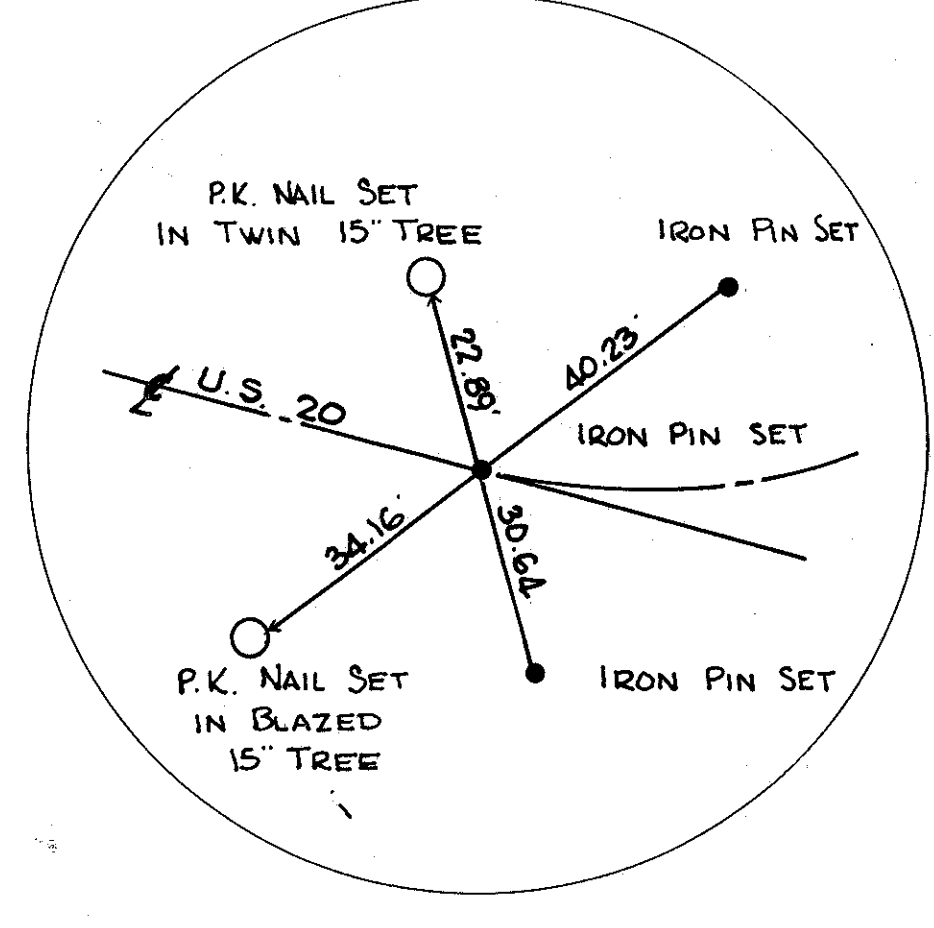 P.K. NAIL SET
IN TWIN 15" TREE
IRON PIN SET
22.89'
40.23'
U.S. 20
IRON PIN SET
34.16'
30.64
P.K. NAIL SET
IN BLAZED
15" TREE
IRON PIN SET